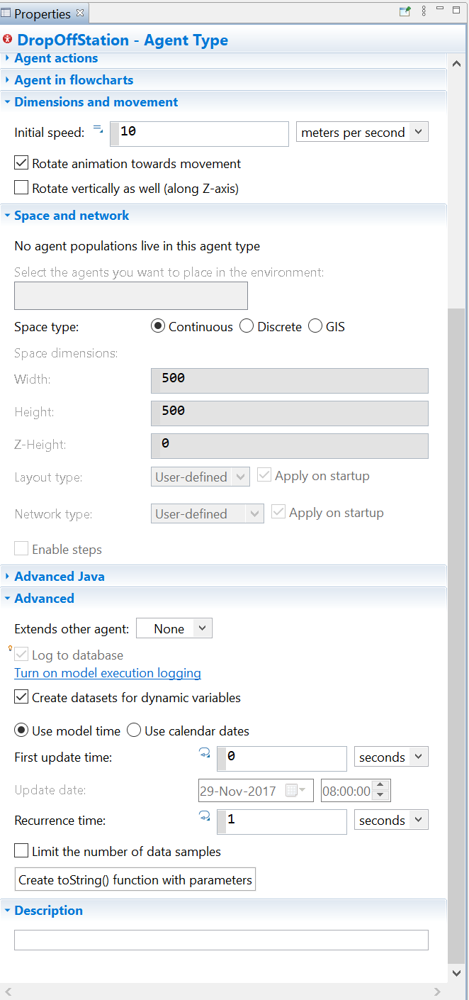 Properties
DropOffStation - Agent Type
Agent actions
Agent in flowcharts
Dimensions and movement
Initial speed: 10 meters per second
Rotate animation towards movement
Rotate vertically as well (along Z-axis)
Space and network
No agent populations live in this agent type
Select the agents you want to place in the environment:
Space type: Continuous Discrete GIS
Space dimensions:
Width: 500
Height: 500
Z-Height: 0
Layout type: User-defined Apply on startup
Network type: User-defined Apply on startup
Enable steps
Advanced Java
Advanced
Extends other agent: None
Log to database
Turn on model execution logging
Create datasets for dynamic variables
Use model time Use calendar dates
First update time: 0 seconds
Update date: 29-Nov-2017 08:00:00
Recurrence time: 1 seconds
Limit the number of data samples
Create toString() function with parameters
Description